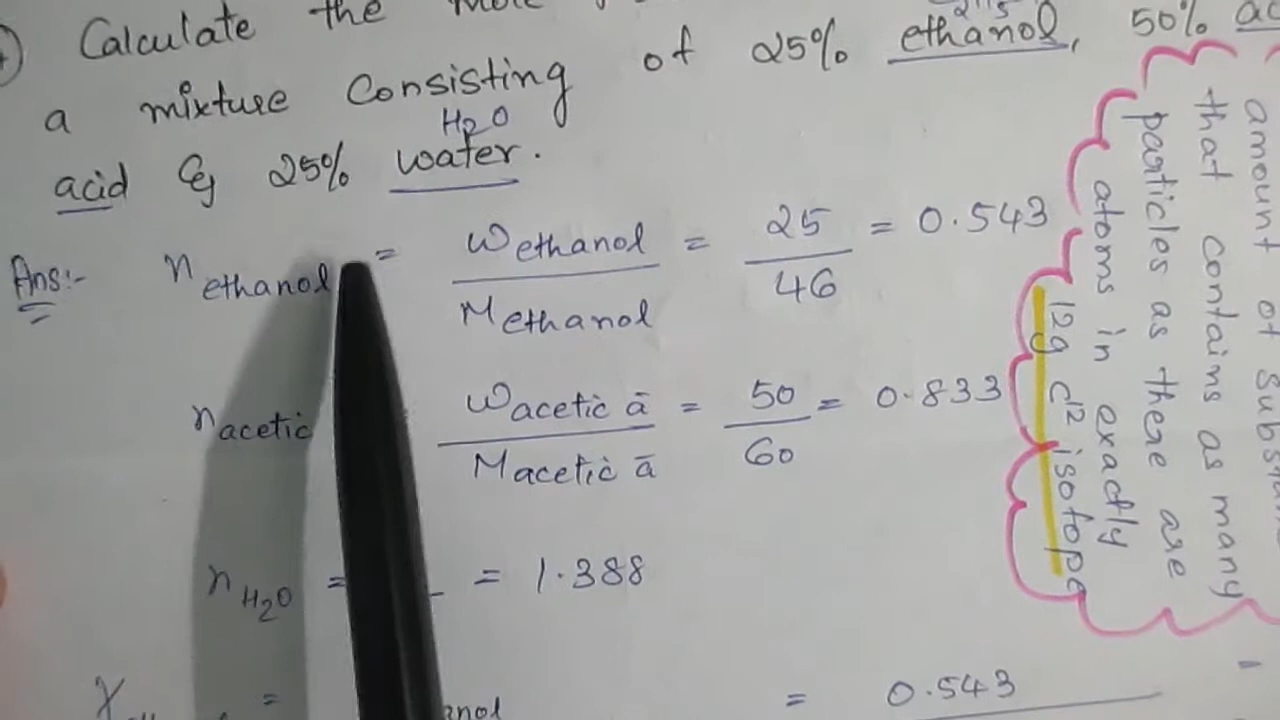 Calculate the
a mixture consisting of 25% ethanol, 50%
H2O
acid & 25% water.
Ans:- n ethanol = W ethanol / M ethanol = 25 / 46 = 0.543
n acetic W acetic ā / M acetic ā = 50 / 60 = 0.833
n H2O = = 1.388
χ = = 0.543
amount of
that contains as many
particles as there are
atoms in exactly
12g C12 isotope